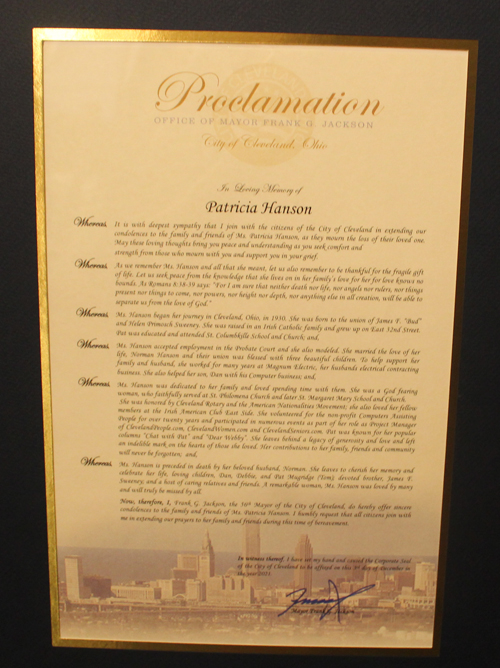 Proclamation
OFFICE OF MAYOR FRANK G. JACKSON
City of Cleveland, Ohio
In Loving Memory of
Patricia Hanson
Whereas, It is with deepest sympathy that I join with the citizens of the City of Cleveland in extending our
condolences to the family and friends of Ms. Patricia Hanson, as they mourn the loss of their loved one.
May these loving thoughts bring you peace and understanding as you seek comfort and
strength from those who mourn with you and support you in your grief.
Whereas, As we remember Ms. Hanson and all that she meant, let us also remember to be thankful for the fragile gift
of life. Let us seek peace from the knowledge that she lives on in her family's love for her for love knows no
bounds. As Romans 8:38-39 says: "For I am sure that neither death nor life, nor angels nor rulers, nor things
present nor things to come, nor powers, nor height nor depth, nor anything else in all creation, will be able to
separate us from the love of God."
Whereas, Ms. Hanson began her journey in Cleveland, Ohio, in 1930. She was born to the union of James F. "Bud"
and Helen Primosch Sweeney. She was raised in an Irish Catholic family and grew up on East 32nd Street.
Pat was educated and attended St. Columbkille School and Church; and,
Whereas, Ms. Hanson accepted employment in the Probate Court and she also modeled. She married the love of her
life, Norman Hanson and their union was blessed with three beautiful children. To help support her
family and husband, she worked for many years at Magnum Electric, her husbands electrical contracting
business. She also helped her son, Dan with his Computer business; and,
Whereas, Ms. Hanson was dedicated to her family and loved spending time with them. She was a God fearing
woman, who faithfully served at St. Philomena Church and later St. Margaret Mary School and Church.
She was honored by Cleveland Rotary and the American Nationalities Movement; she also loved her fellow
members at the Irish American Club East Side. She volunteered for the non-profit Computers Assisting
People for over twenty years and participated in numerous events as part of her role as Project Manager
of ClevelandPeople.com, ClevelandWomen.com and ClevelandSeniors.com. Pat was known for her popular
columns "Chat with Pat" and "Dear Webby". She leaves behind a legacy of generosity and love and left
an indelible mark on the hearts of those she loved. Her contributions to her family, friends and community
will never be forgotten; and,
Whereas, Ms. Hanson is preceded in death by her beloved husband, Norman. She leaves to cherish her memory and
celebrate her life, loving children, Dan, Debbie, and Pat Mugridge (Tom); devoted brother, James F.
Sweeney; and a host of caring relatives and friends. A remarkable woman, Ms. Hanson was loved by many
and will truly be missed by all.
Now, therefore, I, Frank G. Jackson, the 56th Mayor of the City of Cleveland, do hereby offer sincere
condolences to the family and friends of Ms. Patricia Hanson. I humbly request that all citizens join with
me in extending our prayers to her family and friends during this time of bereavement.
In witness thereof, I have set my hand and caused the Corporate Seal
of the City of Cleveland to be affixed on this 3rd day of December in
the year 2013.
Mayor Frank G. Jackson